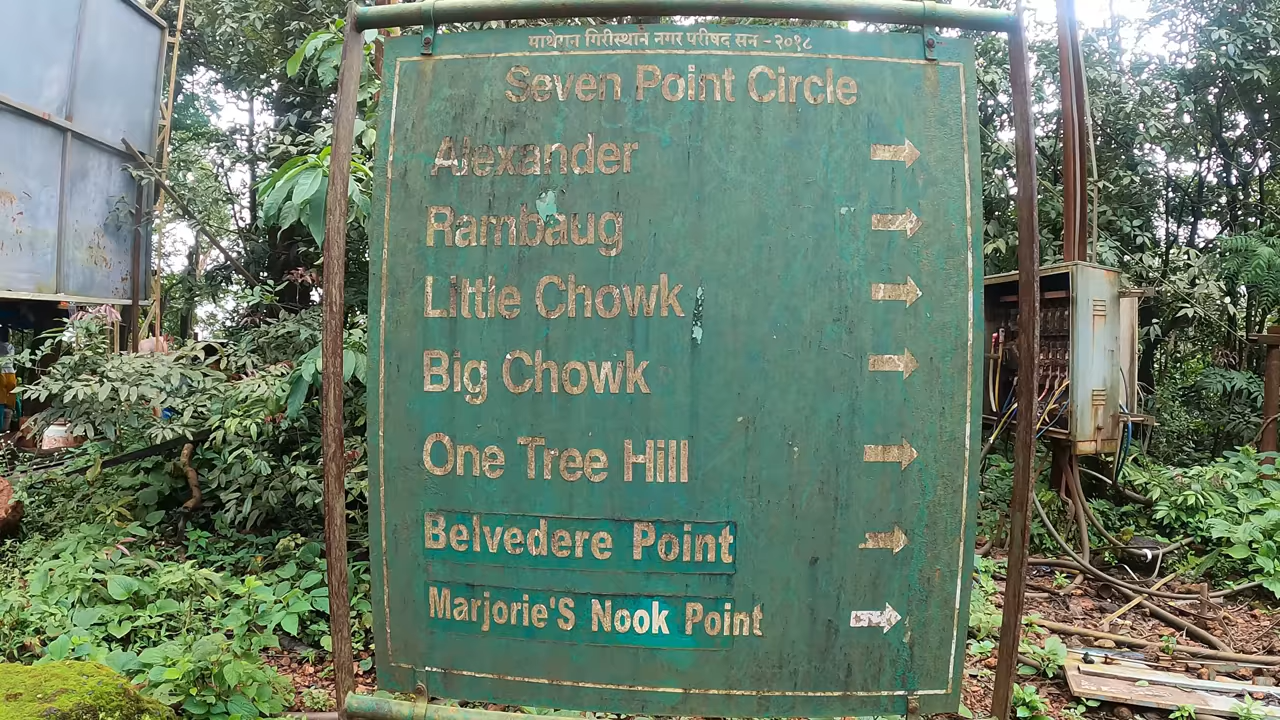 माथेरान गिरीस्थान नगर परीषद सन - २०१८
Seven Point Circle
Alexander
Rambaug
Little Chowk
Big Chowk
One Tree Hill
Belvedere Point
Marjorie'S Nook Point